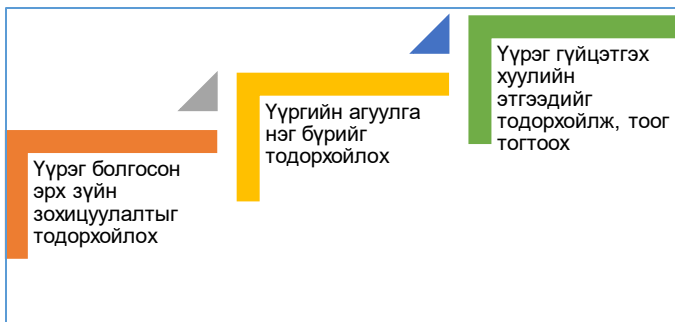 Үүрэг болгосон
эрх зүйн
зохицуулалтыг
тодорхойлох
Үүргийн агуулга
нэг бүрийг
тодорхойлох
Үүрэг гүйцэтгэх
хуулийн
этгээдийг
тодорхойлж, тоог
тогтоох